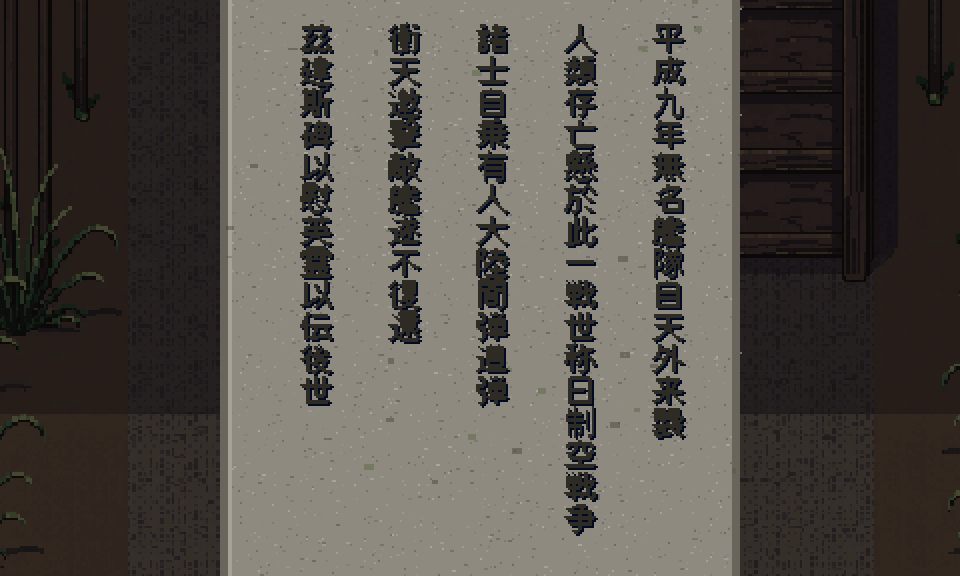 平成九年無名艦隊自天外来襲
人類存亡懸於此一戦世称曰制空戦争
諸士自乗有人大陸間弾道弾
衝天邀撃敵艦遂不復還
茲建斯碑以慰英霊以伝後世